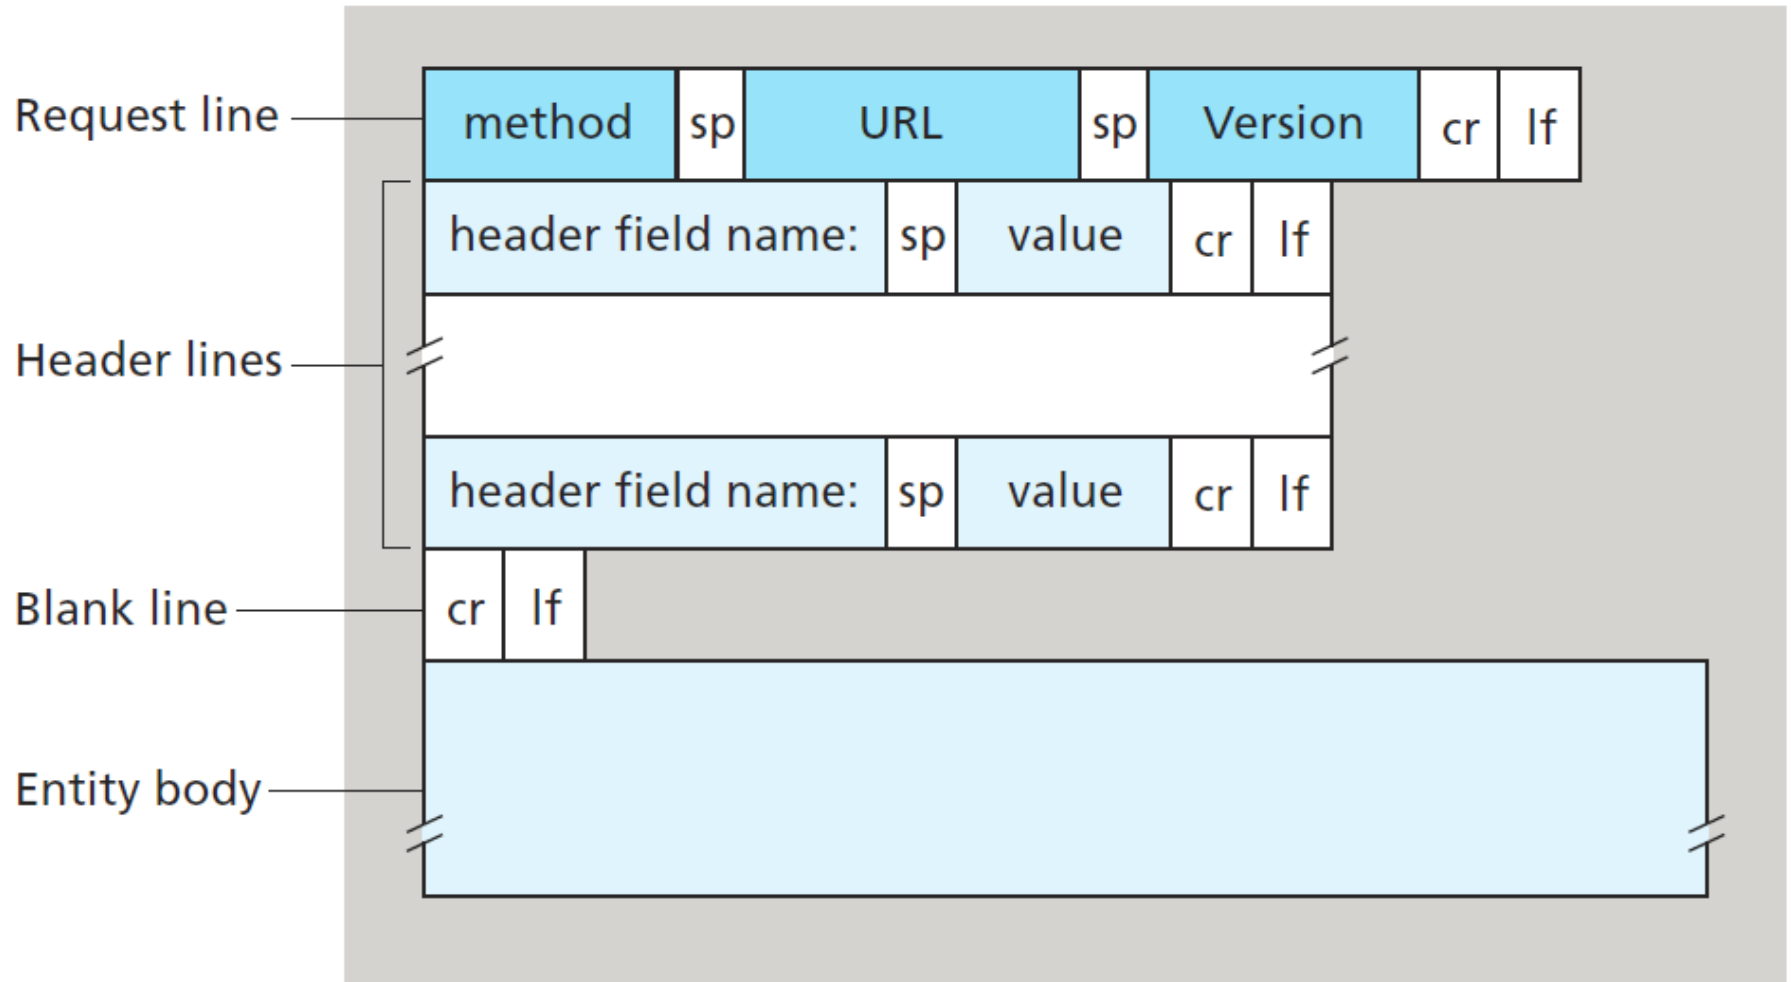 Request line method sp URL sp Version cr lf
header field name: sp value cr lf
Header lines
header field name: sp value cr lf
Blank line cr lf
Entity body